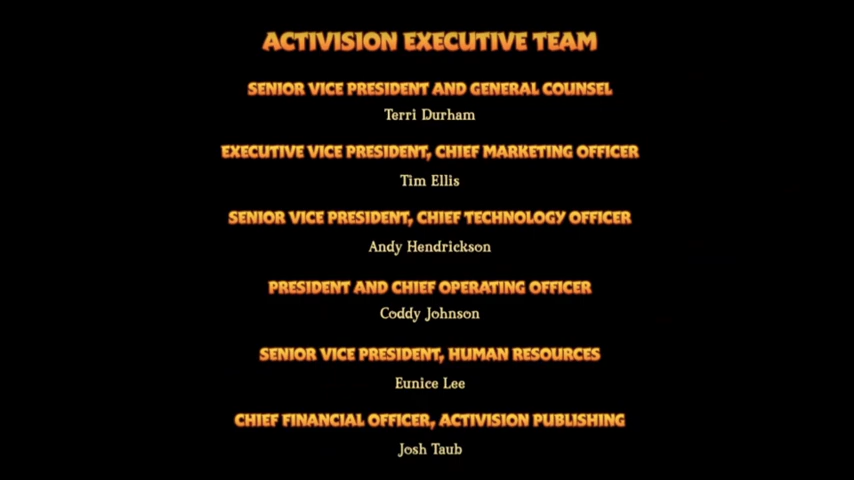 ACTIVISION EXECUTIVE TEAM
SENIOR VICE PRESIDENT AND GENERAL COUNSEL
Terri Durham
EXECUTIVE VICE PRESIDENT, CHIEF MARKETING OFFICER
Tim Ellis
SENIOR VICE PRESIDENT, CHIEF TECHNOLOGY OFFICER
Andy Hendrickson
PRESIDENT AND CHIEF OPERATING OFFICER
Coddy Johnson
SENIOR VICE PRESIDENT, HUMAN RESOURCES
Eunice Lee
CHIEF FINANCIAL OFFICER, ACTIVISION PUBLISHING
Josh Taub